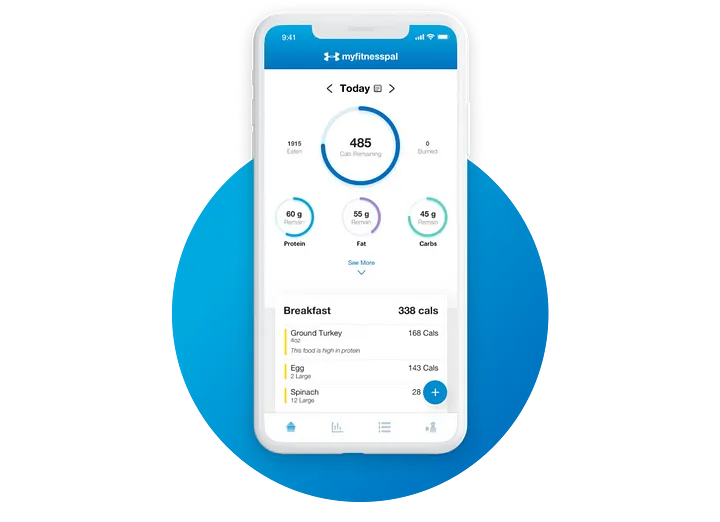 9:41
myfitnesspal
Today
1915
Eaten
485
Cals Remaining
0
Burned
60 g
Remain
Protein
55 g
Remain
Fat
45 g
Remain
Carbs
See More
Breakfast 338 cals
Ground Turkey 168 Cals
4oz
This food is high in protein
Egg 143 Cals
2 Large
Spinach 28
12 Large